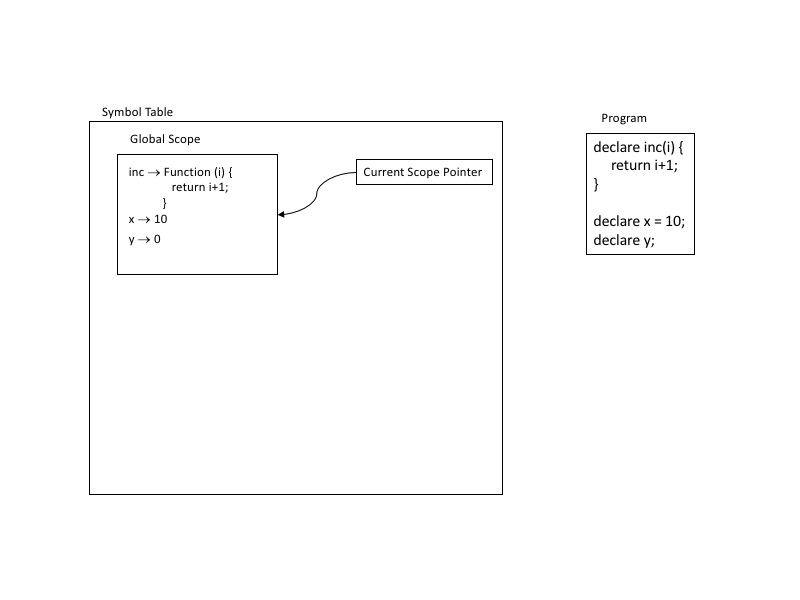 Symbol Table
Global Scope
inc → Function (i) {
return i+1;
}
x → 10
y → 0
Current Scope Pointer
Program
declare inc(i) {
return i+1;
}
declare x = 10;
declare y;